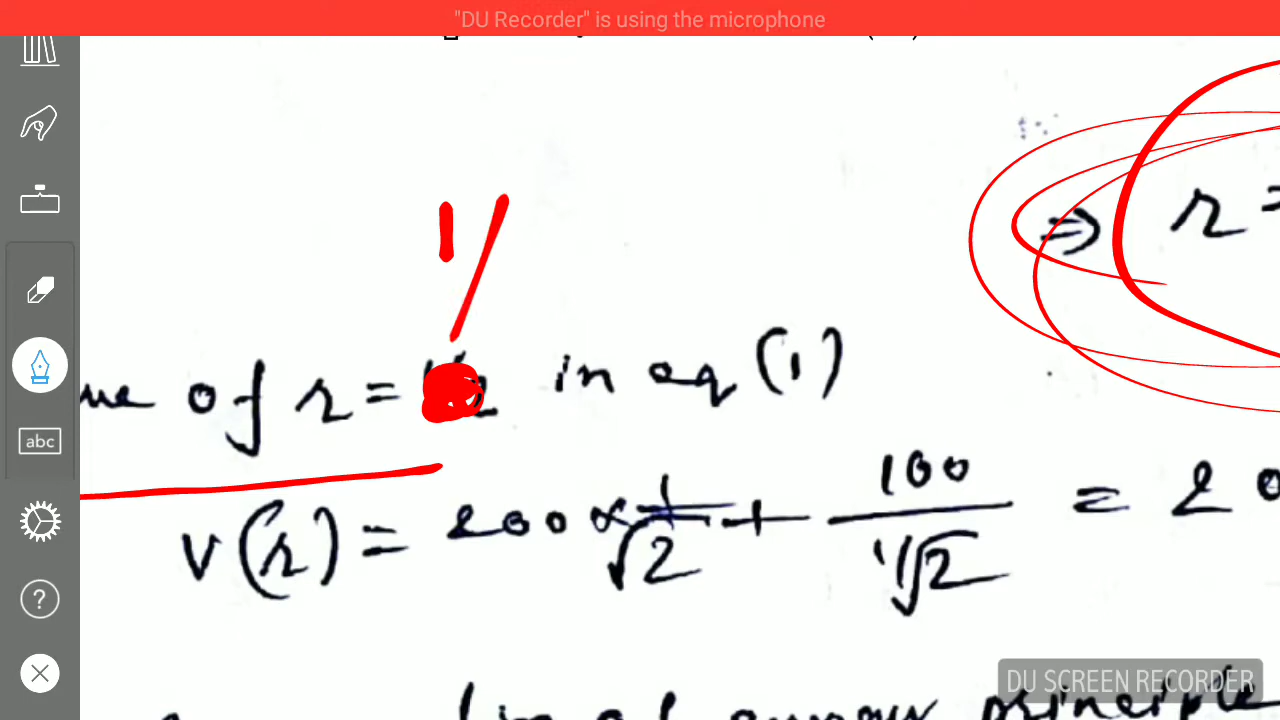 "DU Recorder" is using the microphone
⇒ r =
of r = in eq (1)
V(r) = 200 × 1/√2 + 100/1/√2 = 20
principle
abc
?
DU SCREEN RECORDER